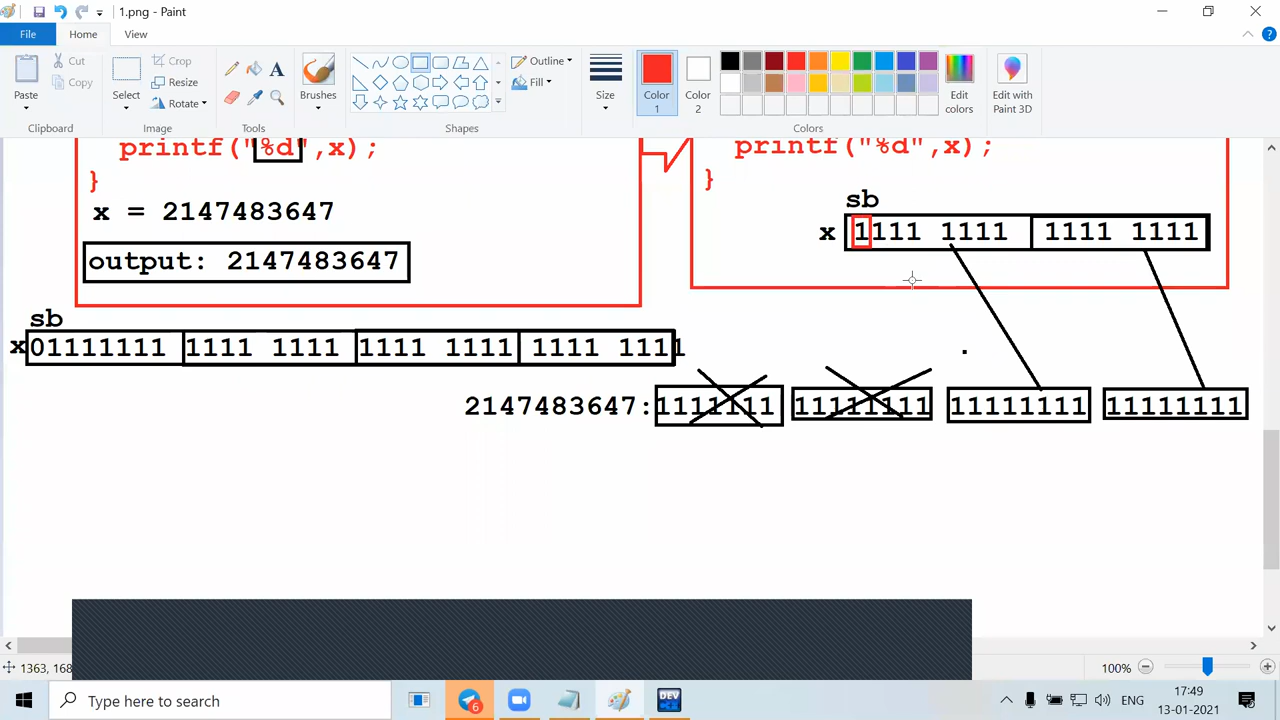 1.png - Paint
File Home View
Paste
Cut
Copy
Clipboard
Select
Crop
Resize
Rotate
Image
Tools
Brushes
Shapes
Outline
Fill
Size
Color 1
Color 2
Colors
Edit colors
Edit with Paint 3D
printf("%d",x);
}
x = 2147483647
output: 2147483647
printf("%d",x);
}
sb
x 1111 1111 1111 1111
sb
x 01111111 1111 1111 1111 1111 1111 1111
2147483647: 1111111 11111111 11111111 11111111
1363, 168
100%
Type here to search
6
DEV
ENG
17:49
13-01-2021